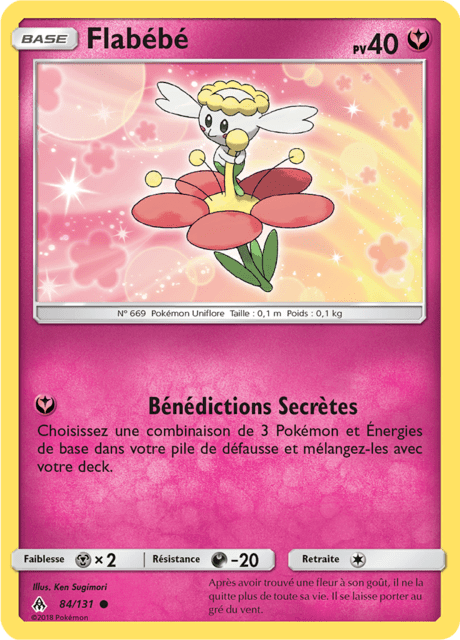 BASE Flabébé PV40
N° 669 Pokémon Uniflore Taille : 0,1 m Poids : 0,1 kg
Bénédictions Secrètes
Choisissez une combinaison de 3 Pokémon et Énergies
de base dans votre pile de défausse et mélangez-les avec
votre deck.
Faiblesse ×2 Résistance -20 Retraite
Illus. Ken Sugimori
84/131
©2018 Pokémon
Après avoir trouvé une fleur à son goût, il ne la
quitte plus de toute sa vie. Il se laisse porter au
gré du vent.